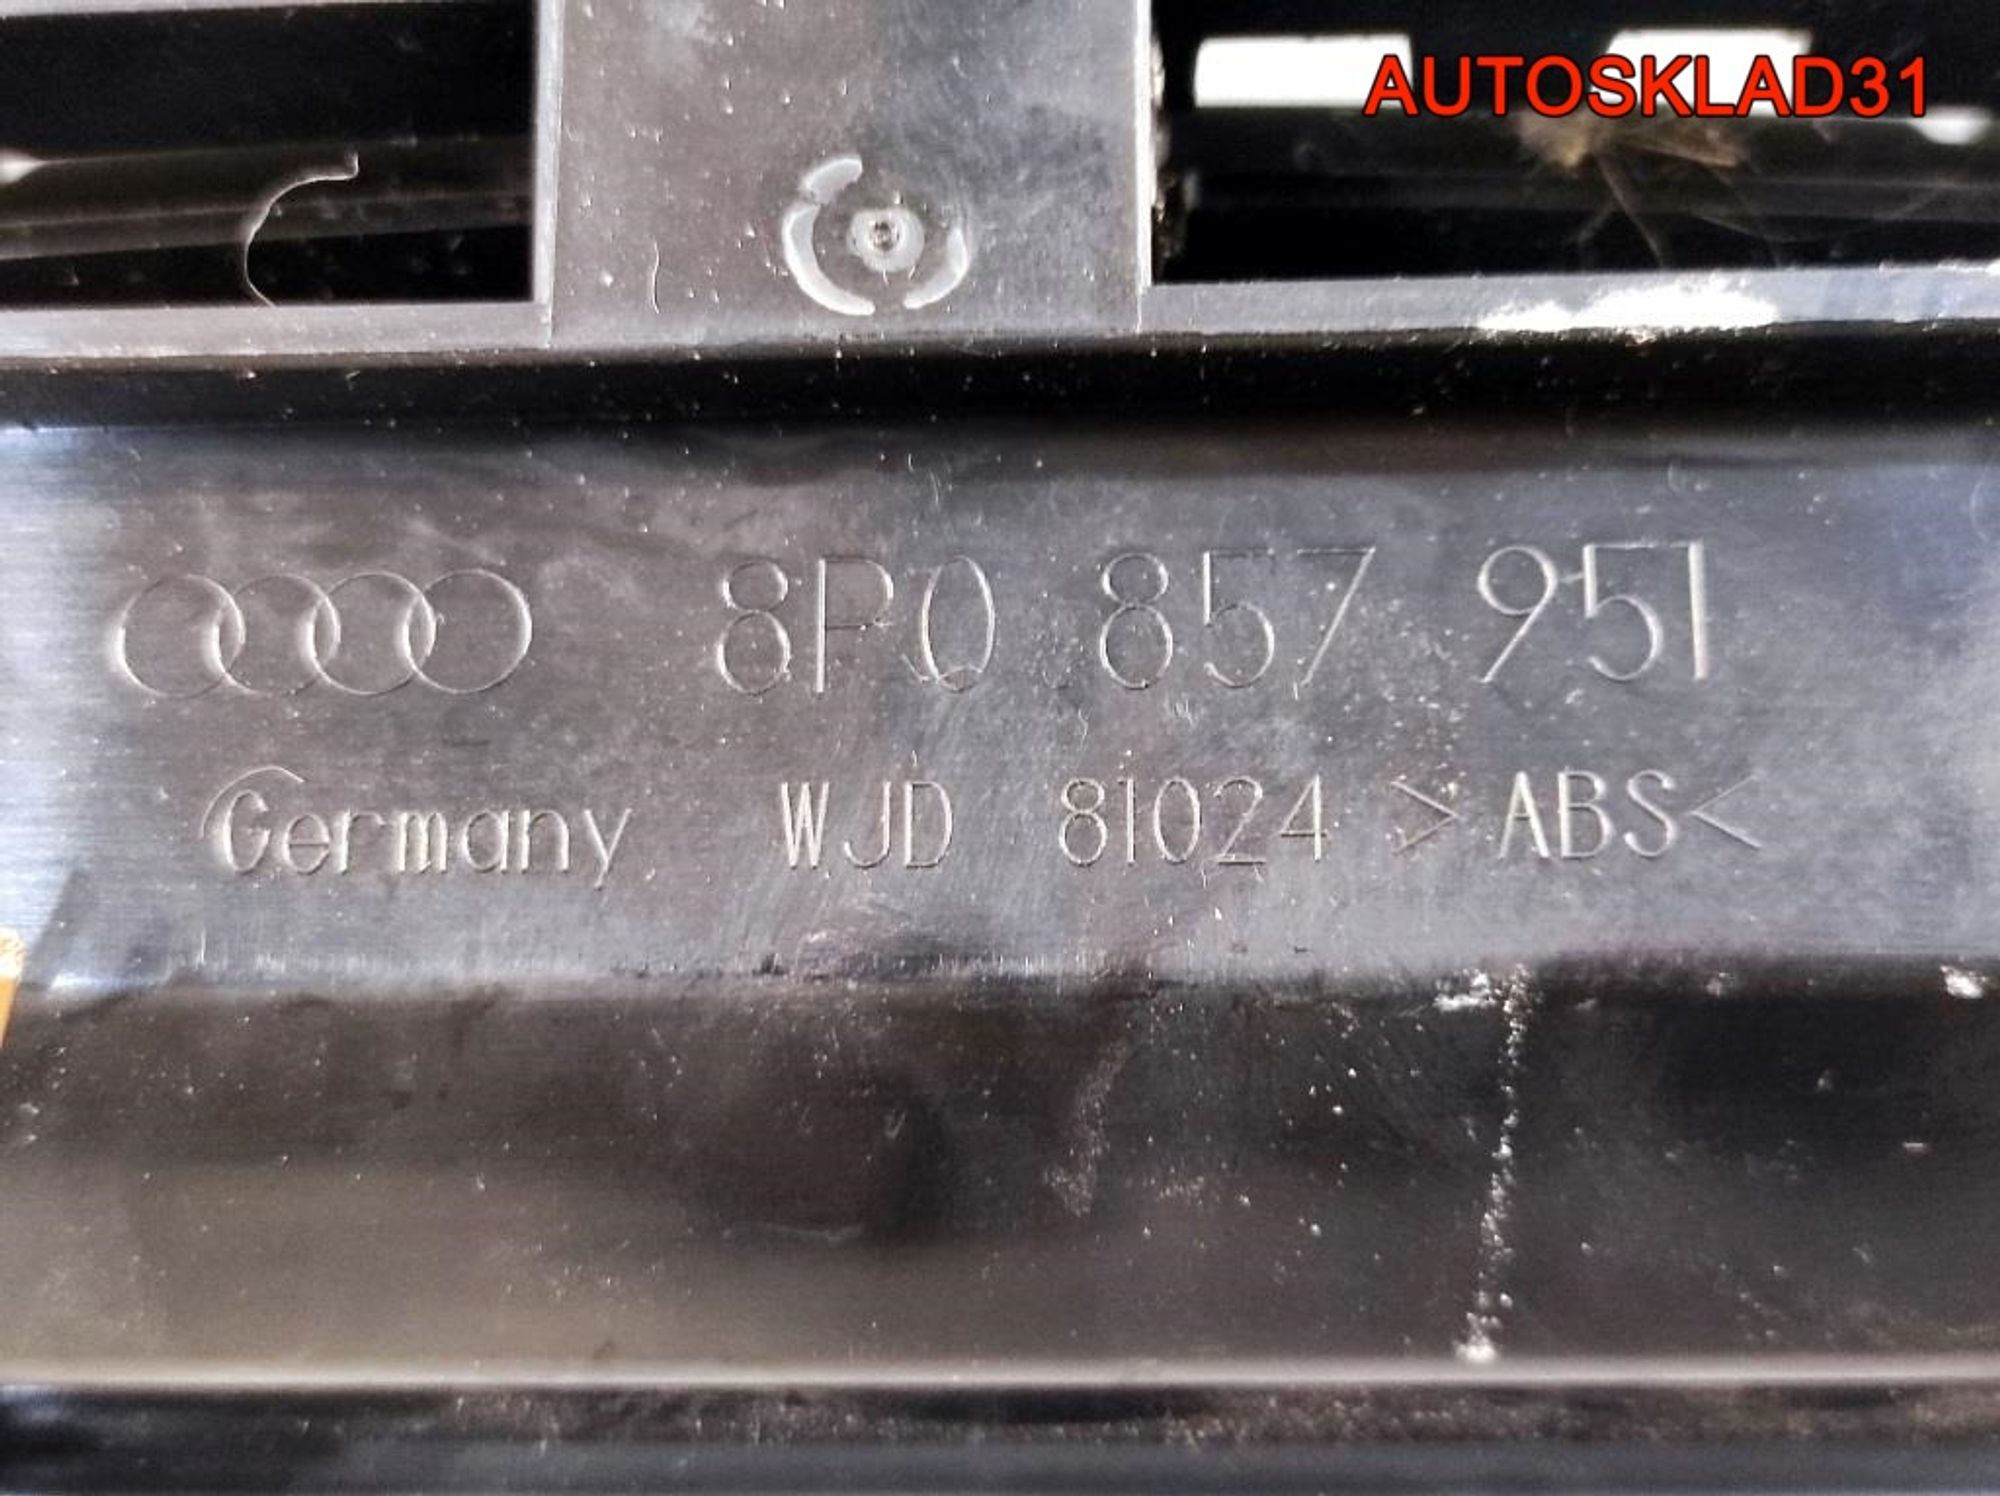 AUTOSKLAD31
8P0 857 951
Germany WJD 81024 >ABS<